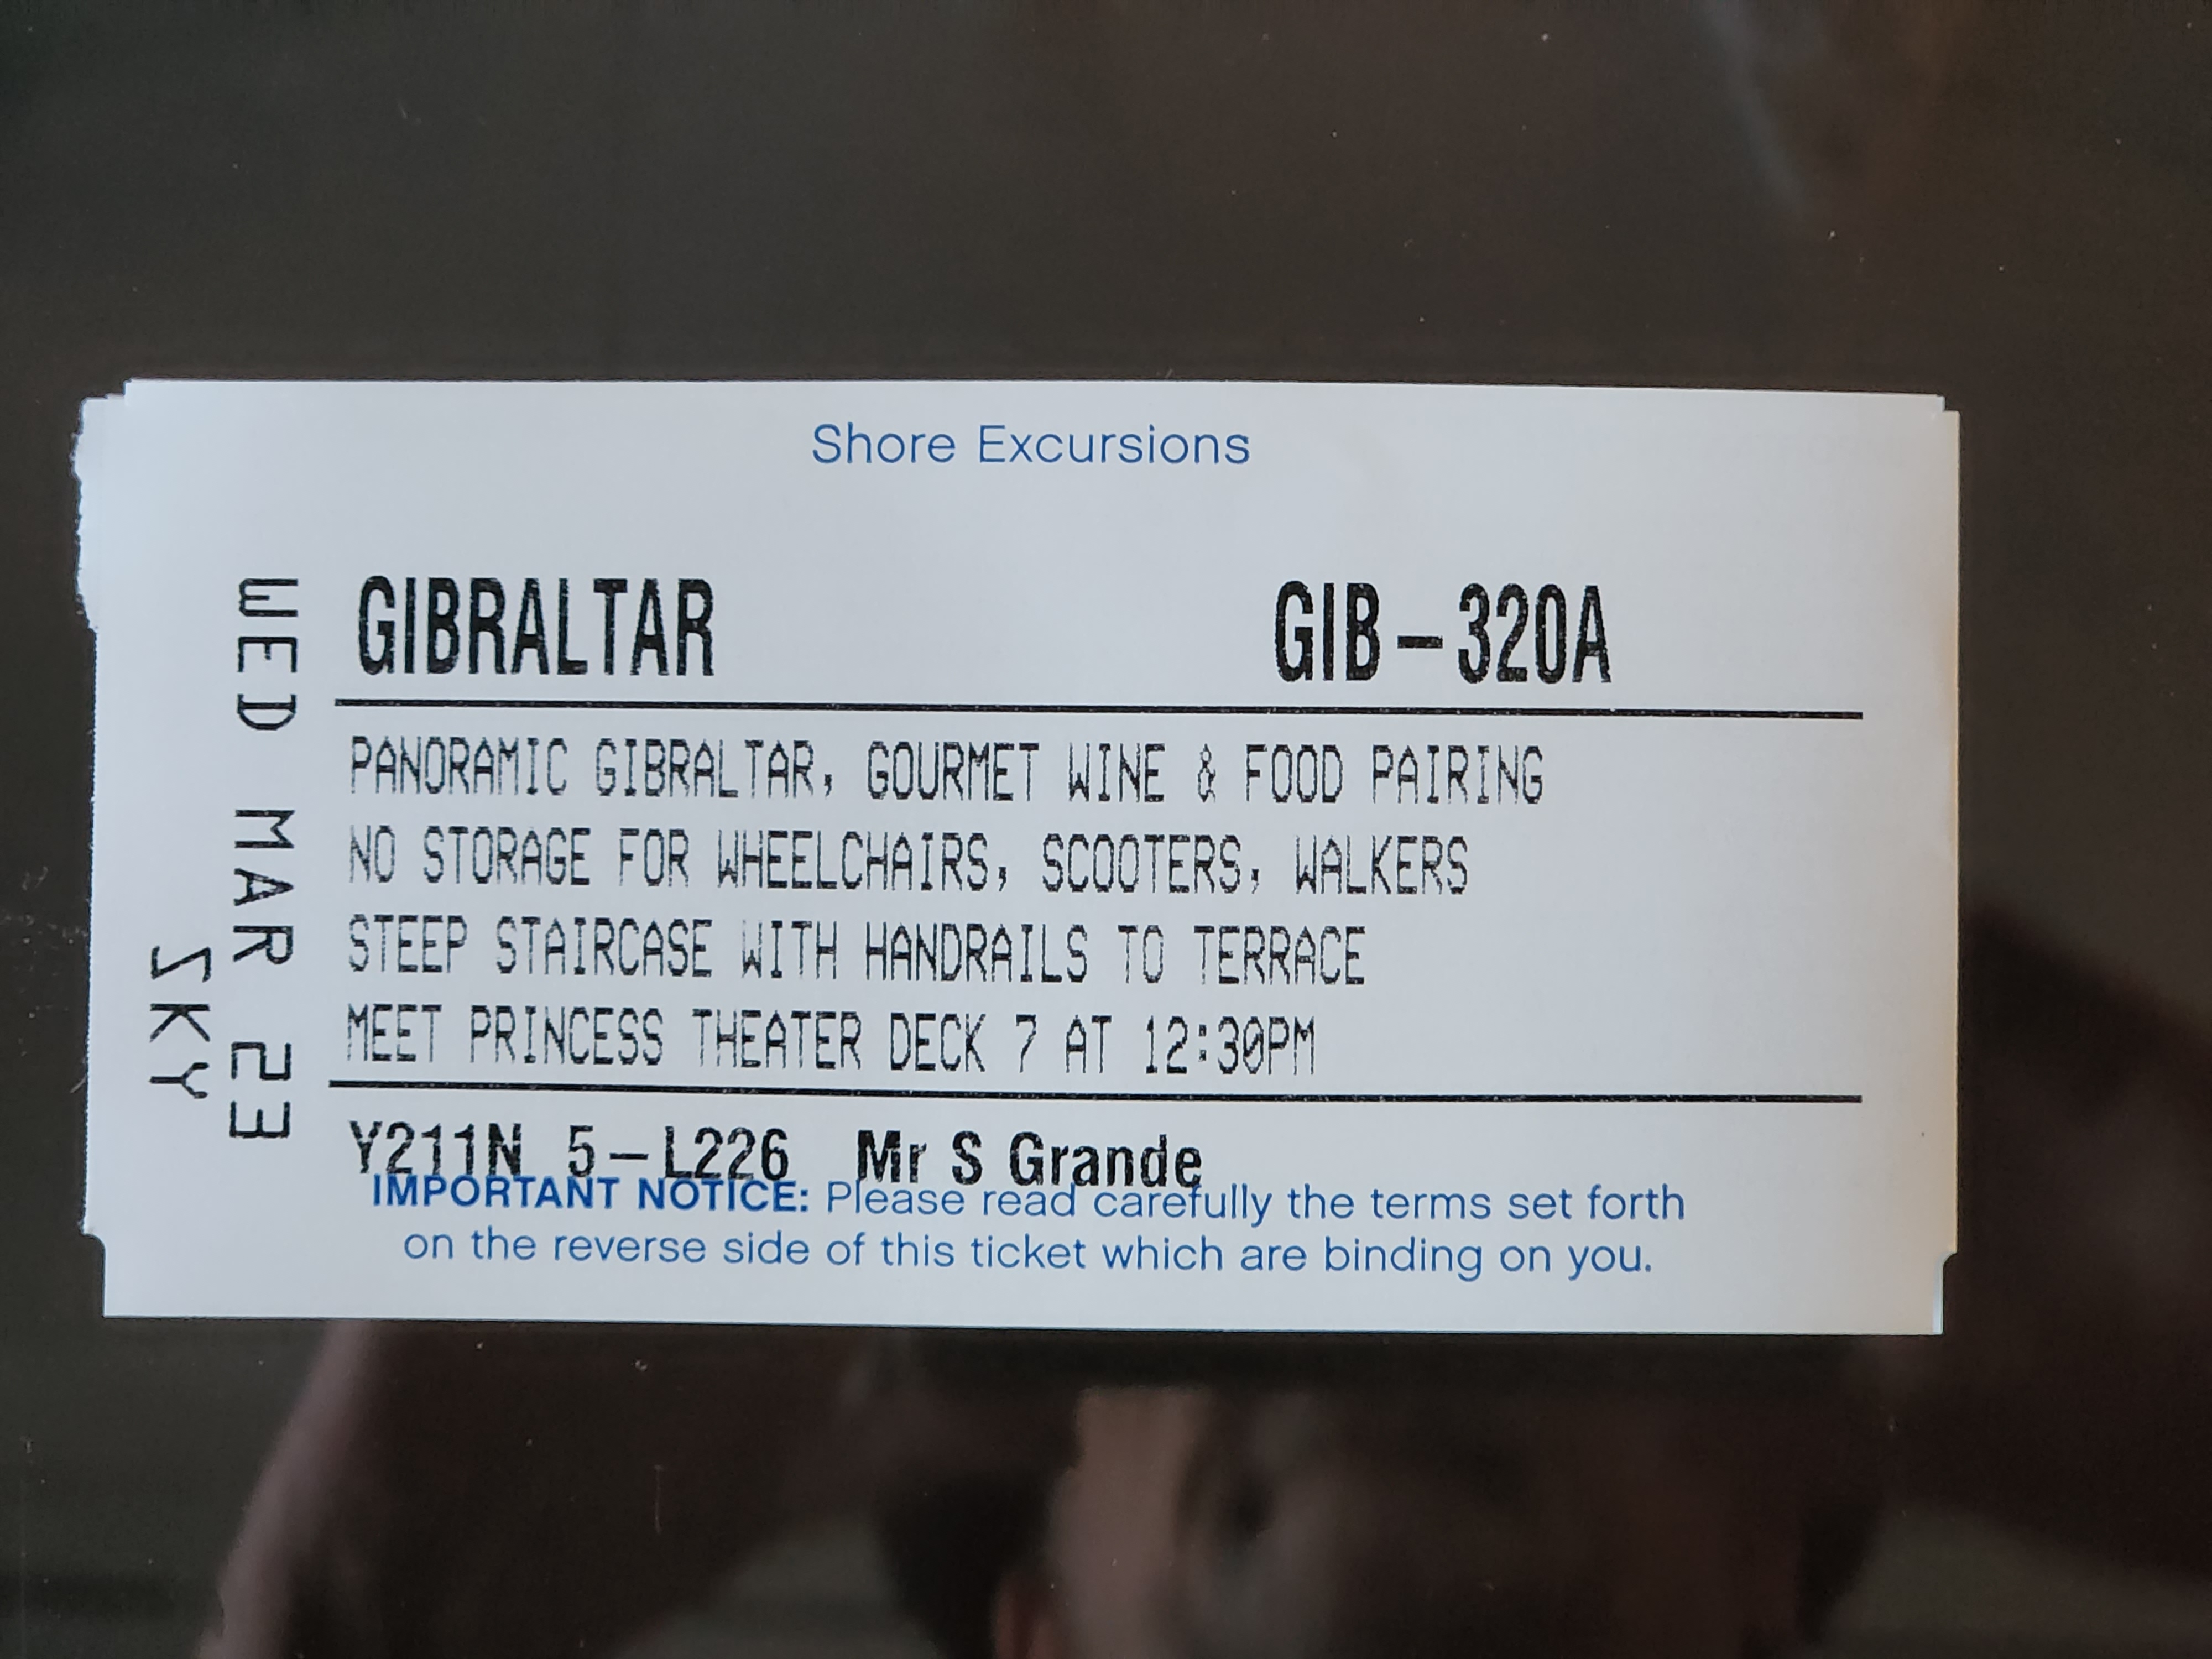 Shore Excursions
WED MAR 23
SKY
GIBRALTAR GIB-320A
PANORAMIC GIBRALTAR, GOURMET WINE & FOOD PAIRING
NO STORAGE FOR WHEELCHAIRS, SCOOTERS, WALKERS
STEEP STAIRCASE WITH HANDRAILS TO TERRACE
MEET PRINCESS THEATER DECK 7 AT 12:30PM
Y211N 5-L226 Mr S Grande
IMPORTANT NOTICE: Please read carefully the terms set forth
on the reverse side of this ticket which are binding on you.